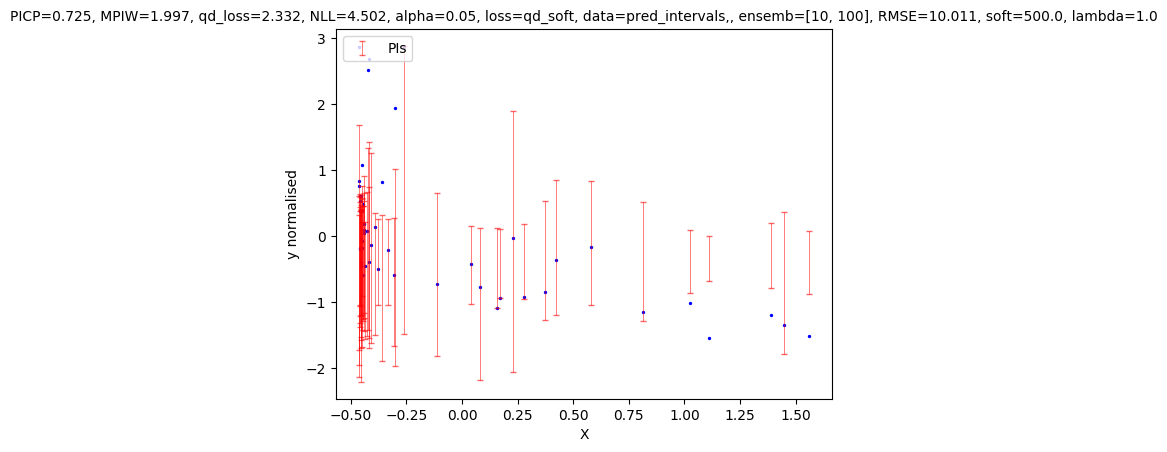 PICP=0.725, MPIW=1.997, qd_loss=2.332, NLL=4.502, alpha=0.05, loss=qd_soft, data=pred_intervals,, ensemb=[10, 100], RMSE=10.011, soft=500.0, lambda=1.0
PIs
3
2
1
0
−1
−2
y normalised
−0.50 −0.25 0.00 0.25 0.50 0.75 1.00 1.25 1.50
X